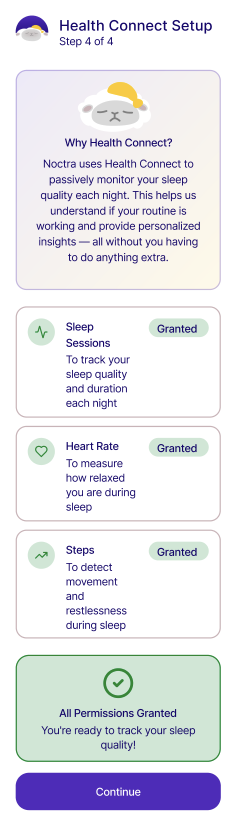 Health Connect Setup
Step 4 of 4
Why Health Connect?
Noctra uses Health Connect to
passively monitor your sleep
quality each night. This helps us
understand if your routine is
working and provide personalized
insights — all without you having
to do anything extra.
Sleep
Sessions
Granted
To track your
sleep quality
and duration
each night
Heart Rate
Granted
To measure
how relaxed
you are during
sleep
Steps
Granted
To detect
movement
and
restlessness
during sleep
All Permissions Granted
You're ready to track your sleep
quality!
Continue